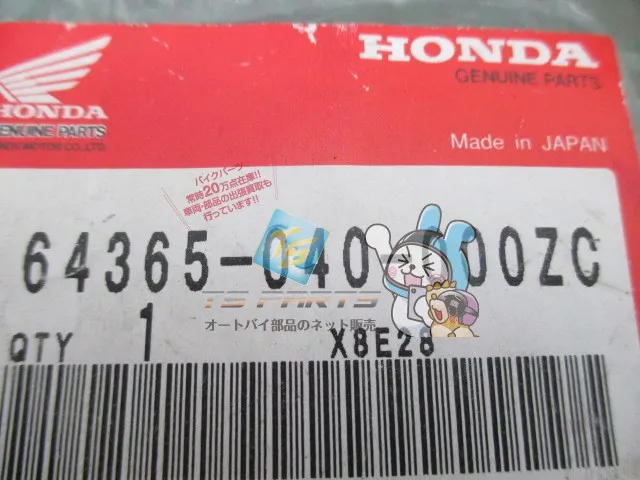 HONDA
GENUINE PARTS
HONDA
GENUINE PARTS
Made in JAPAN
バイクパーツ
常時20万点在庫!!
車両・部品の出張買取も
行っています!!
64365-040-000ZC
TS PARTS
オートバイ部品のネット販売
QTY 1 X8E28